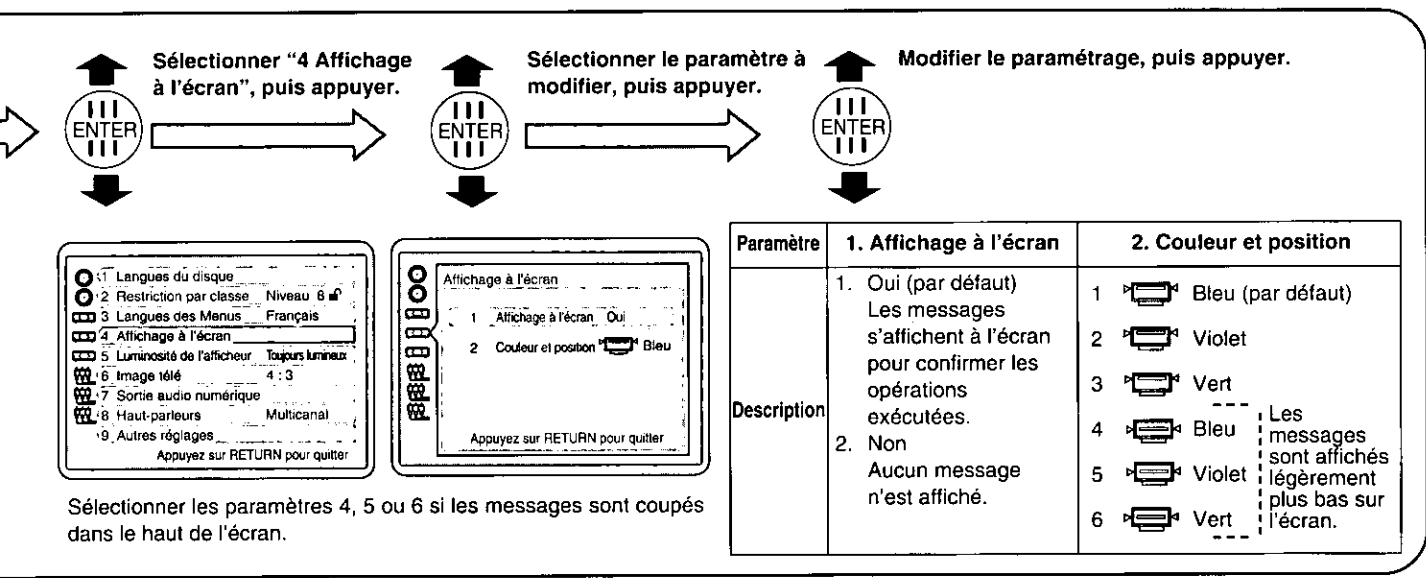 Sélectionner “4 Affichage
à l’écran”, puis appuyer.
Sélectionner le paramètre à
modifier, puis appuyer.
Modifier le paramétrage, puis appuyer.
ENTER
ENTER
ENTER
1 Langues du disque
2 Restriction par classe Niveau 8
3 Langues des Menus Français
4 Affichage à l'écran
5 Luminosité de l'afficheur Toujours lumineux
6 Image télé 4 : 3
7 Sortie audio numérique
8 Haut-parleurs Multicanal
9 Autres réglages
Appuyez sur RETURN pour quitter
Affichage à l'écran
1 Affichage à l'écran Oui
2 Couleur et position Bleu
Appuyez sur RETURN pour quitter
Sélectionner les paramètres 4, 5 ou 6 si les messages sont coupés
dans le haut de l’écran.
Paramètre
1. Affichage à l’écran
2. Couleur et position
Description
1. Oui (par défaut)
Les messages
s’affichent à l’écran
pour confirmer les
opérations
exécutées.
2. Non
Aucun message
n’est affiché.
1 Bleu (par défaut)
2 Violet
3 Vert
4 Bleu
5 Violet
6 Vert
Les
messages
sont affichés
légèrement
plus bas sur
l’écran.